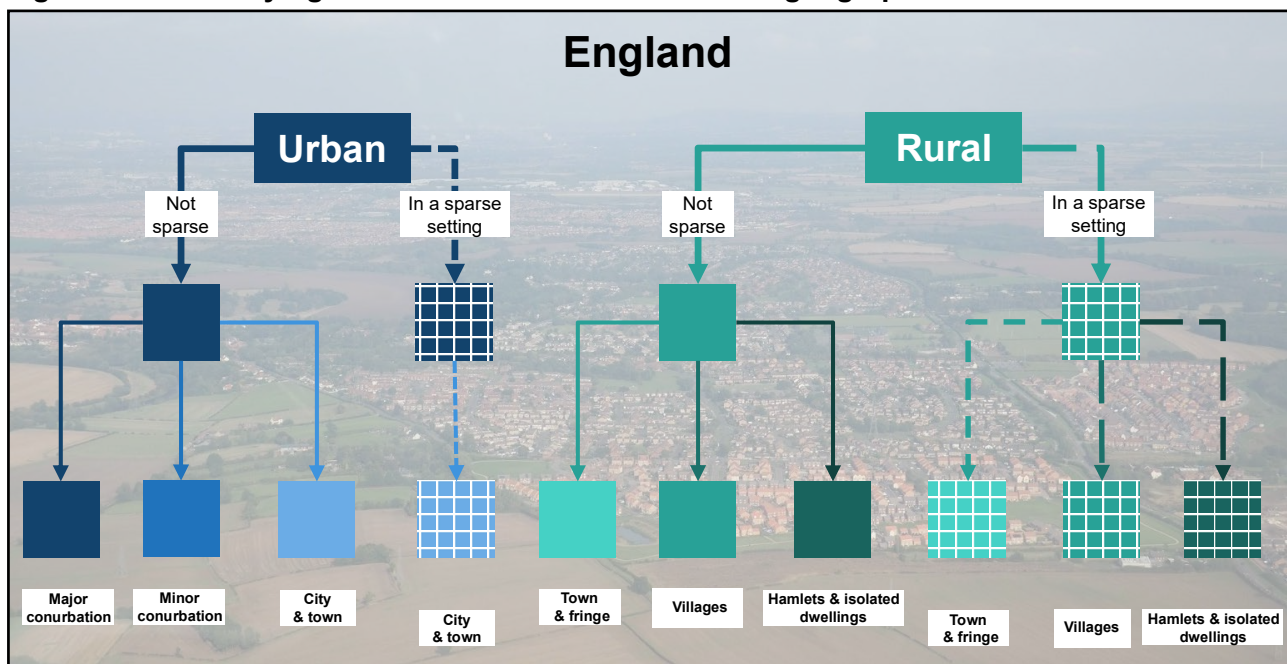 England
Urban
Rural
Not
sparse
In a sparse
setting
Not
sparse
In a sparse
setting
Major
conurbation
Minor
conurbation
City
& town
City
& town
Town
& fringe
Villages
Hamlets & isolated
dwellings
Town
& fringe
Villages
Hamlets & isolated
dwellings